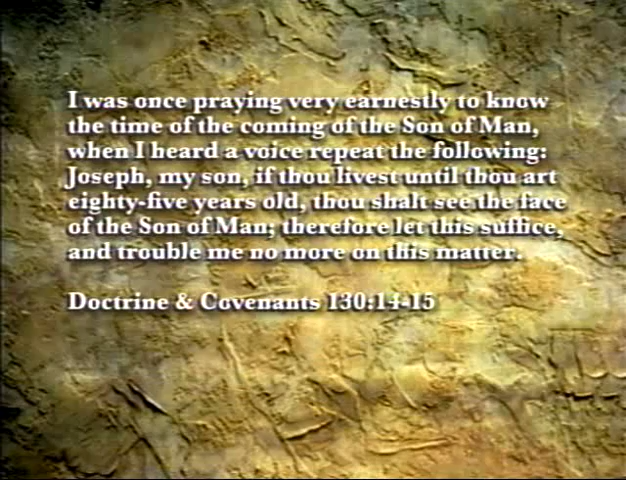 I was once praying very earnestly to know
the time of the coming of the Son of Man,
when I heard a voice repeat the following:
Joseph, my son, if thou livest until thou art
eighty-five years old, thou shalt see the face
of the Son of Man; therefore let this suffice,
and trouble me no more on this matter.
Doctrine & Covenants 130:14-15